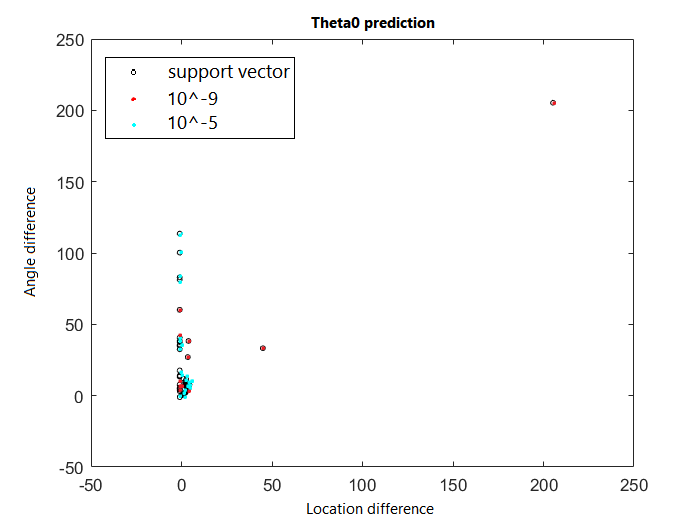 Theta0 prediction
250
200
150
100
50
0
-50
support vector
10^-9
10^-5
Angle difference
-50 0 50 100 150 200 250
Location difference